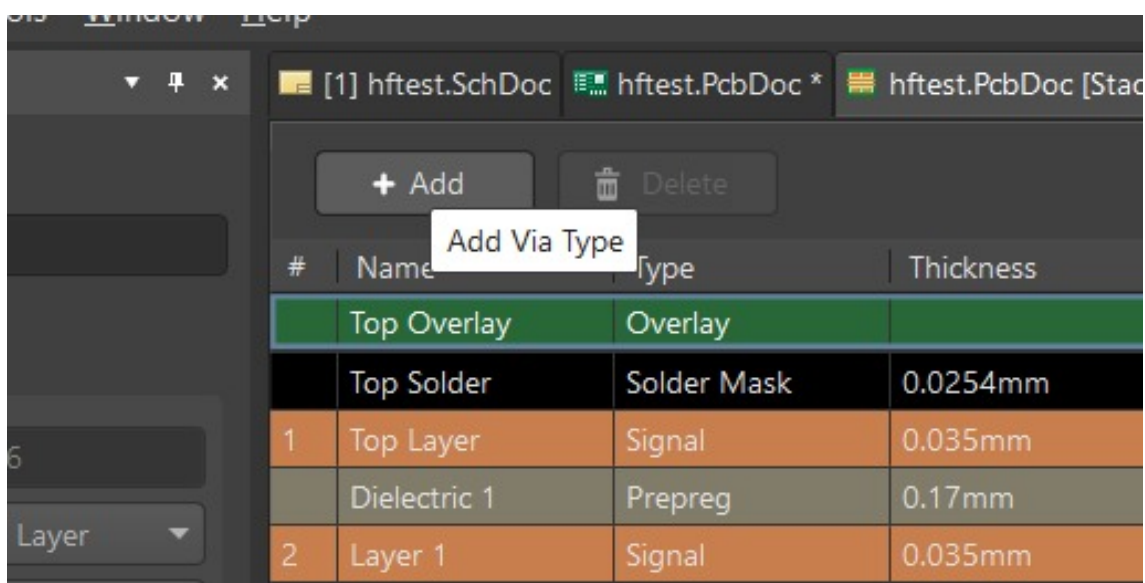 Window Help
[1] hftest.SchDoc hftest.PcbDoc * hftest.PcbDoc [Stac
+ Add Delete
Add Via Type
# Name Type Thickness
Top Overlay Overlay
Top Solder Solder Mask 0.0254mm
1 Top Layer Signal 0.035mm
6
Dielectric 1 Prepreg 0.17mm
Layer
2 Layer 1 Signal 0.035mm